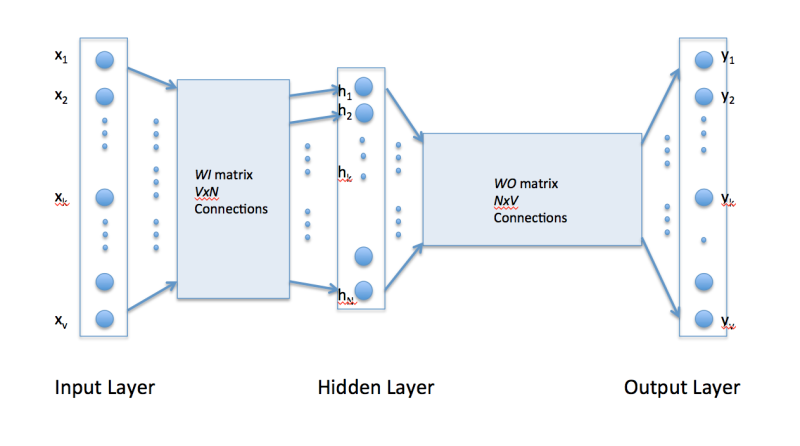 x1
x2
xk
xv
WI matrix
VxN
Connections
h1
h2
hk
hN
WO matrix
NxV
Connections
y1
y2
yk
yv
Input Layer
Hidden Layer
Output Layer